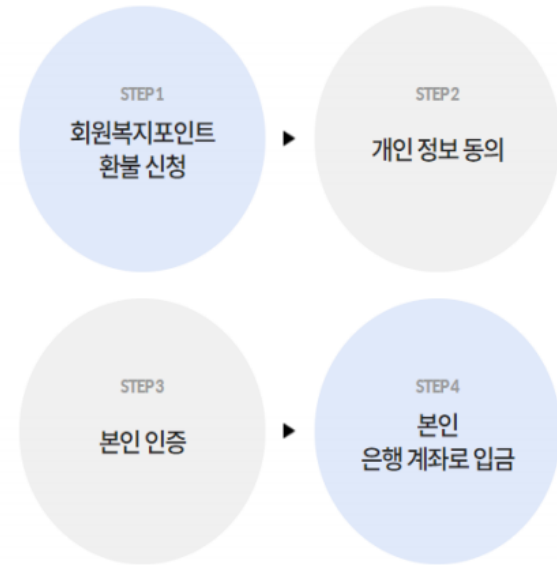 STEP1
회원복지포인트
환불 신청
STEP2
개인 정보 동의
STEP3
본인 인증
STEP4
본인
은행 계좌로 입금